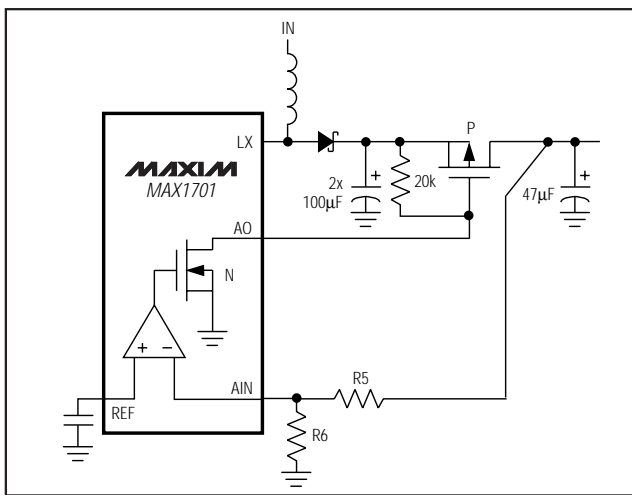 IN
LX
P
MAXIM
MAX1701
+
2x
100µF
20k
+
47µF
AO
N
+ −
REF
AIN
R5
R6